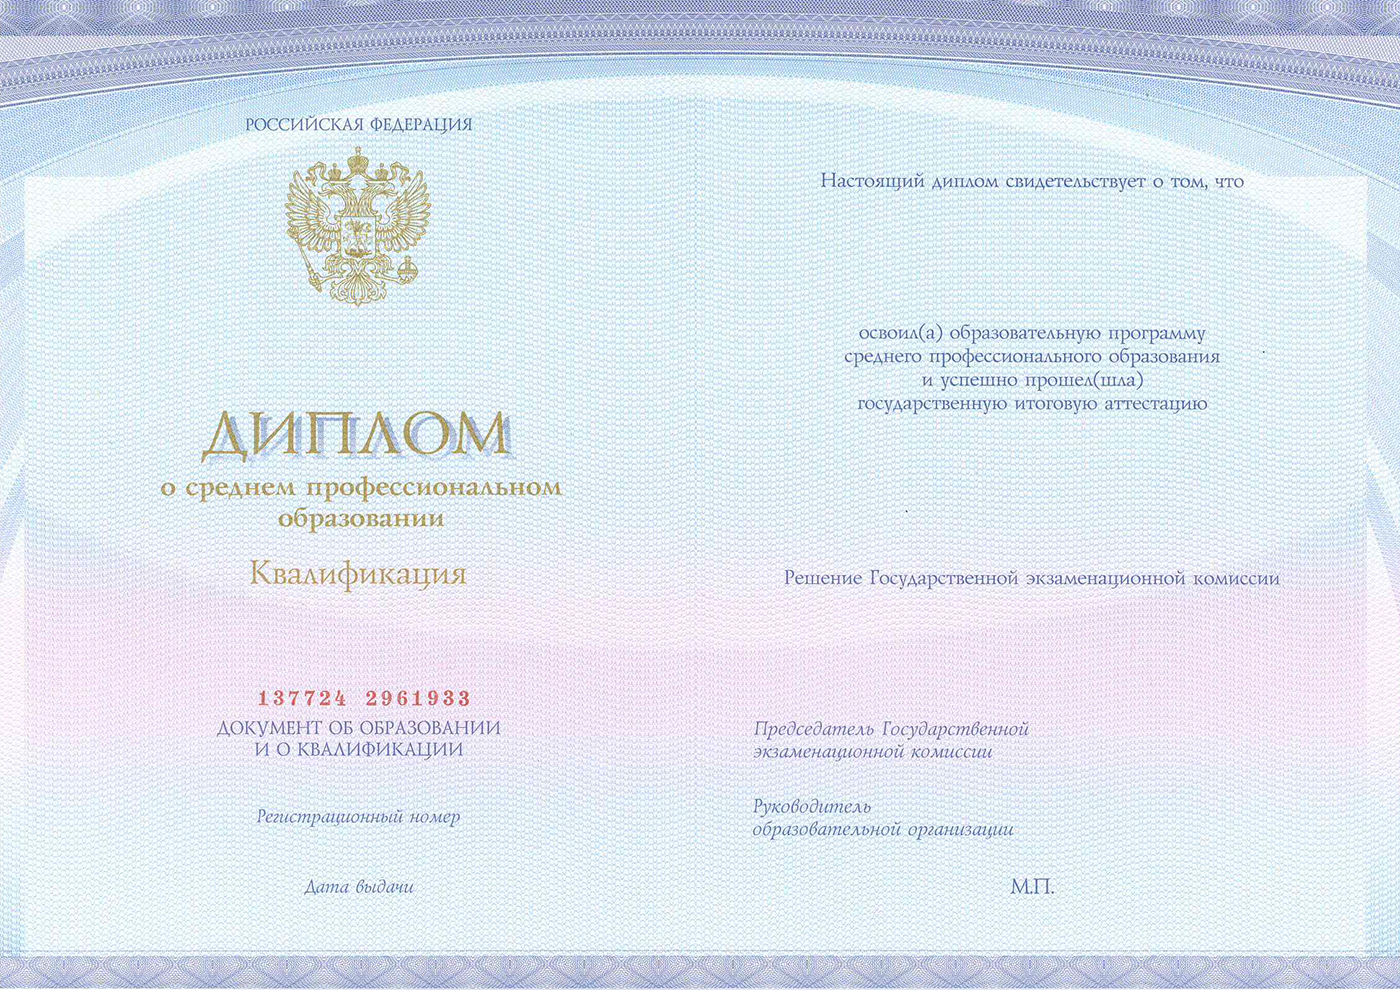 РОССИЙСКАЯ ФЕДЕРАЦИЯ
ДИПЛОМ
о среднем профессиональном
образовании
Квалификация
137724 2961933
ДОКУМЕНТ ОБ ОБРАЗОВАНИИ
И О КВАЛИФИКАЦИИ
Регистрационный номер
Дата выдачи
Настоящий диплом свидетельствует о том, что
освоил(а) образовательную программу
среднего профессионального образования
и успешно прошел(шла)
государственную итоговую аттестацию
Решение Государственной экзаменационной комиссии
Председатель Государственной
экзаменационной комиссии
Руководитель
образовательной организации
М.П.